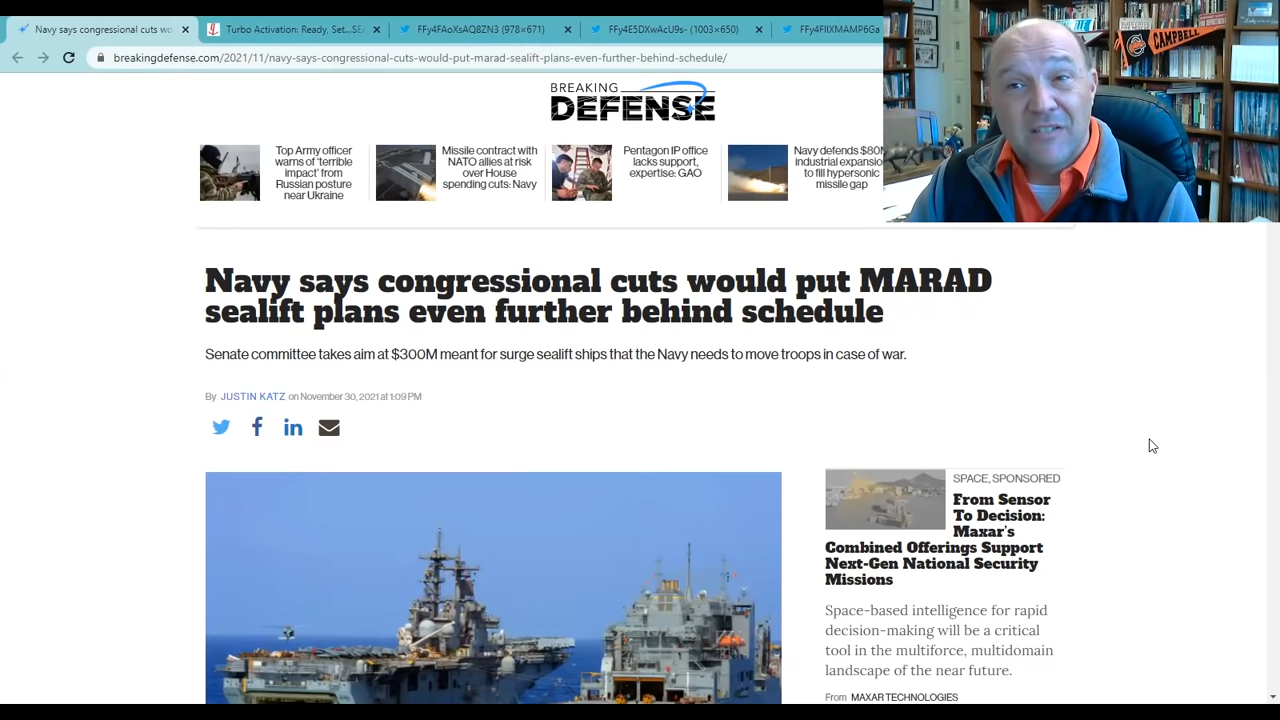 Navy says congressional cuts wo
Turbo Activation: Ready, Set...SE
FFy4FAoXsAQ8ZN3 (978×671)
FFy4E5DXwAcU9s- (1003×650)
FFy4FIIXMAMP6Ga
breakingdefense.com/2021/11/navy-says-congressional-cuts-would-put-marad-sealift-plans-even-further-behind-schedule/
CAMPBELL
BREAKING
DEFENSE
Top Army officer
warns of 'terrible
impact' from
Russian posture
near Ukraine
Missile contract with
NATO allies at risk
over House
spending cuts: Navy
Pentagon IP office
lacks support,
expertise: GAO
Navy defends $80M
industrial expansio
to fill hypersonic
missile gap
Navy says congressional cuts would put MARAD
sealift plans even further behind schedule
Senate committee takes aim at $300M meant for surge sealift ships that the Navy needs to move troops in case of war.
By JUSTIN KATZ on November 30, 2021 at 1:09 PM
SPACE, SPONSORED
From Sensor
To Decision:
Maxar's
Combined Offerings Support
Next-Gen National Security
Missions
Space-based intelligence for rapid
decision-making will be a critical
tool in the multiforce, multidomain
landscape of the near future.
From MAXAR TECHNOLOGIES